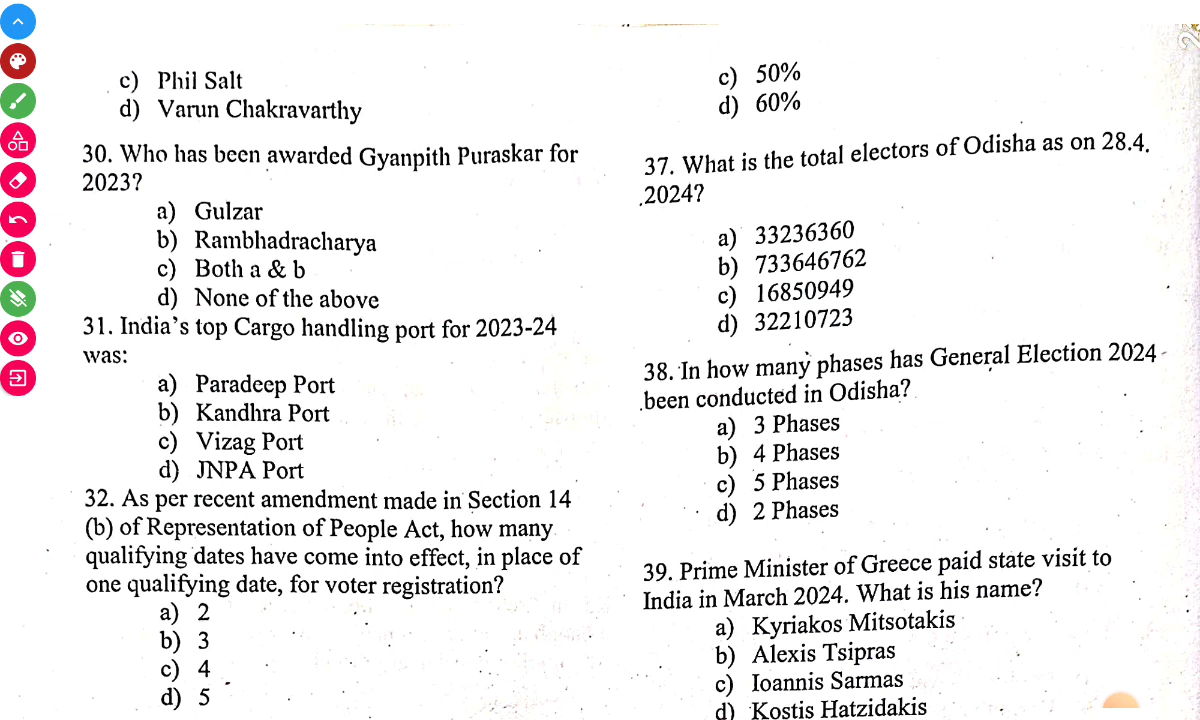 c) Phil Salt
d) Varun Chakravarthy
30. Who has been awarded Gyanpith Puraskar for
2023?
a) Gulzar
b) Rambhadracharya
c) Both a & b
d) None of the above
31. India's top Cargo handling port for 2023-24
was:
a) Paradeep Port
b) Kandhra Port
c) Vizag Port
d) JNPA Port
32. As per recent amendment made in Section 14
(b) of Representation of People Act, how many
qualifying dates have come into effect, in place of
one qualifying date, for voter registration?
a) 2
b) 3
c) 4
d) 5
c) 50%
d) 60%
37. What is the total electors of Odisha as on 28.4.
2024?
a) 33236360
b) 733646762
c) 16850949
d) 32210723
38. In how many phases has General Election 2024
been conducted in Odisha?
a) 3 Phases
b) 4 Phases
c) 5 Phases
d) 2 Phases
39. Prime Minister of Greece paid state visit to
India in March 2024. What is his name?
a) Kyriakos Mitsotakis
b) Alexis Tsipras
c) Ioannis Sarmas
d) Kostis Hatzidakis